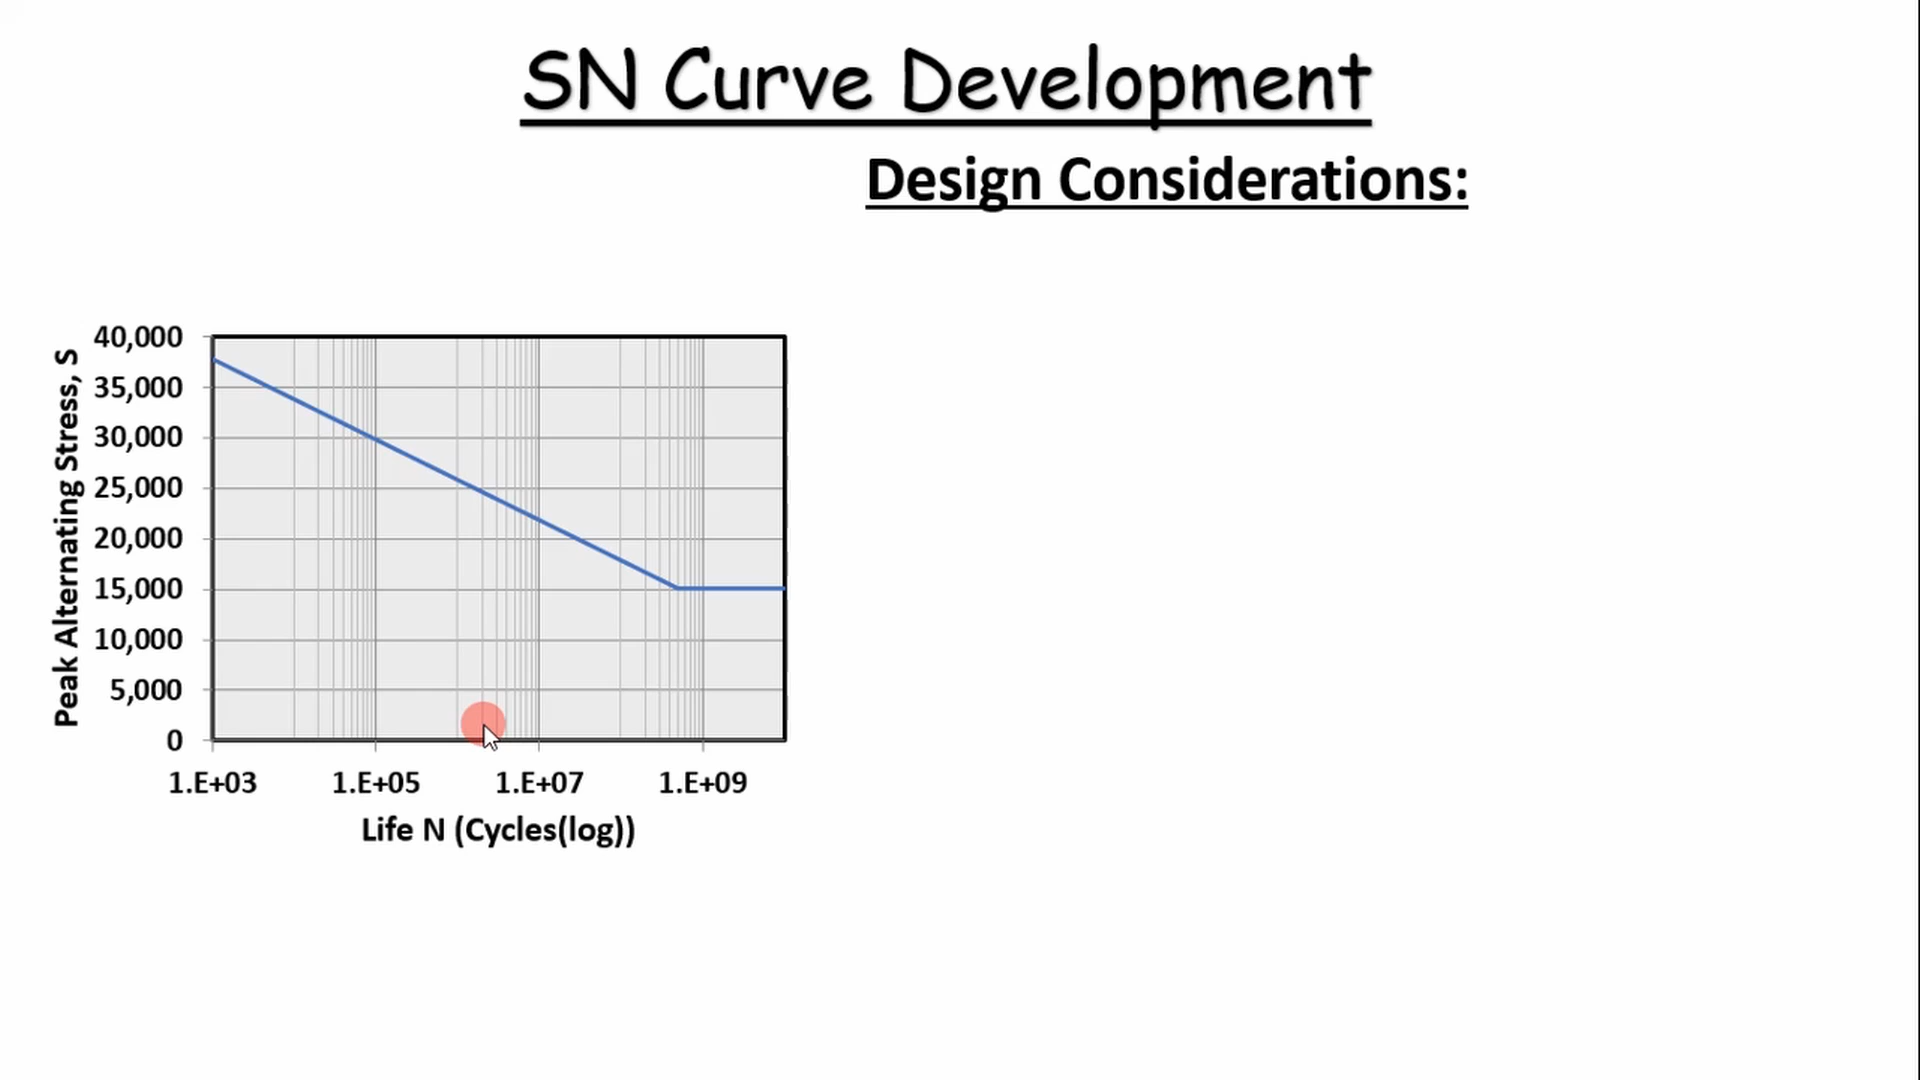 SN Curve Development
Design Considerations:
Peak Alternating Stress, S
40,000
35,000
30,000
25,000
20,000
15,000
10,000
5,000
0
1.E+03 1.E+05 1.E+07 1.E+09
Life N (Cycles(log))